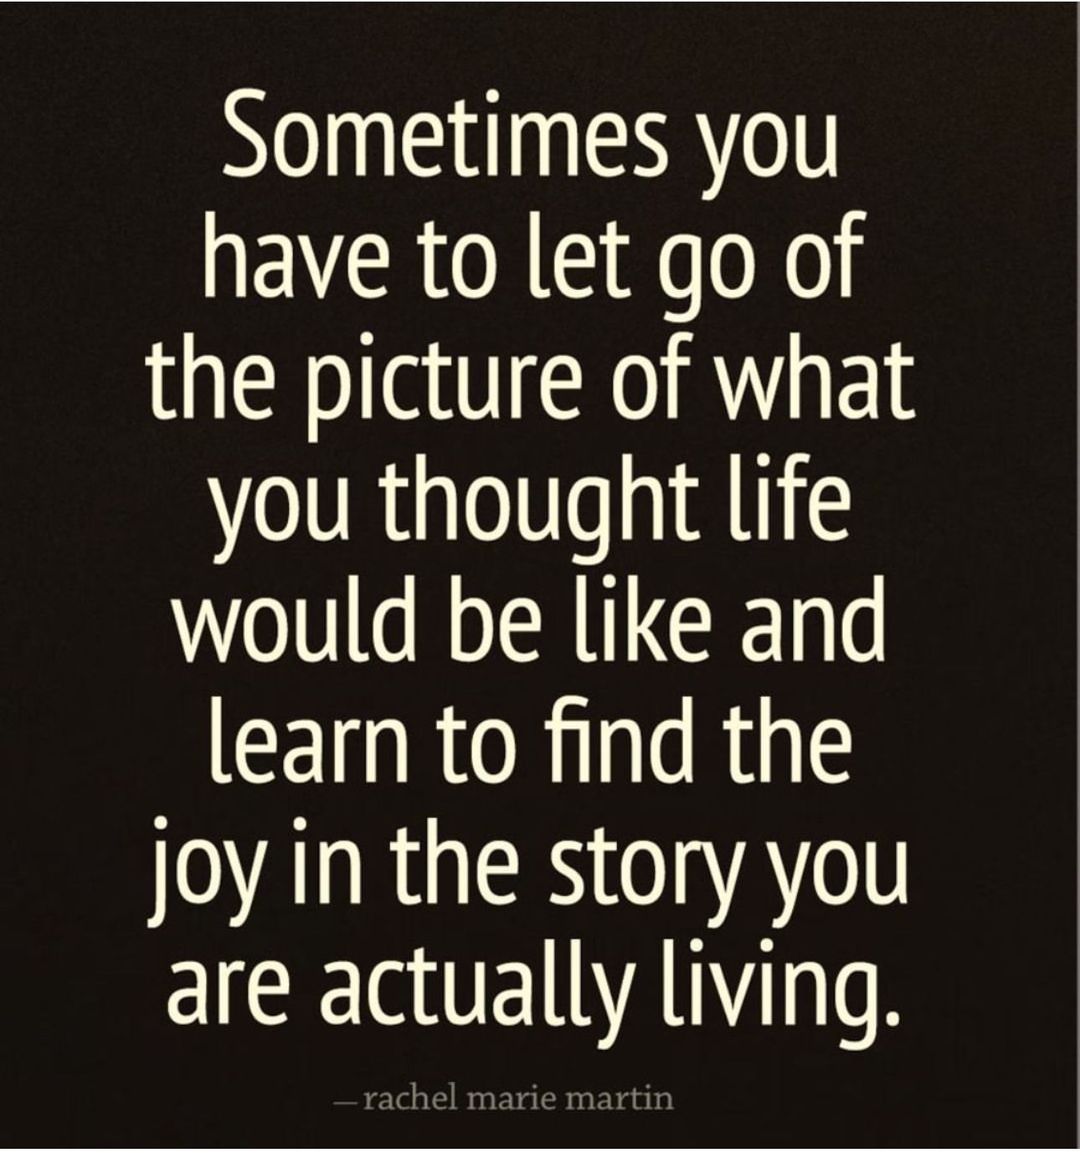 Sometimes you
have to let go of
the picture of what
you thought life
would be like and
learn to find the
joy in the story you
are actually living.
— rachel marie martin